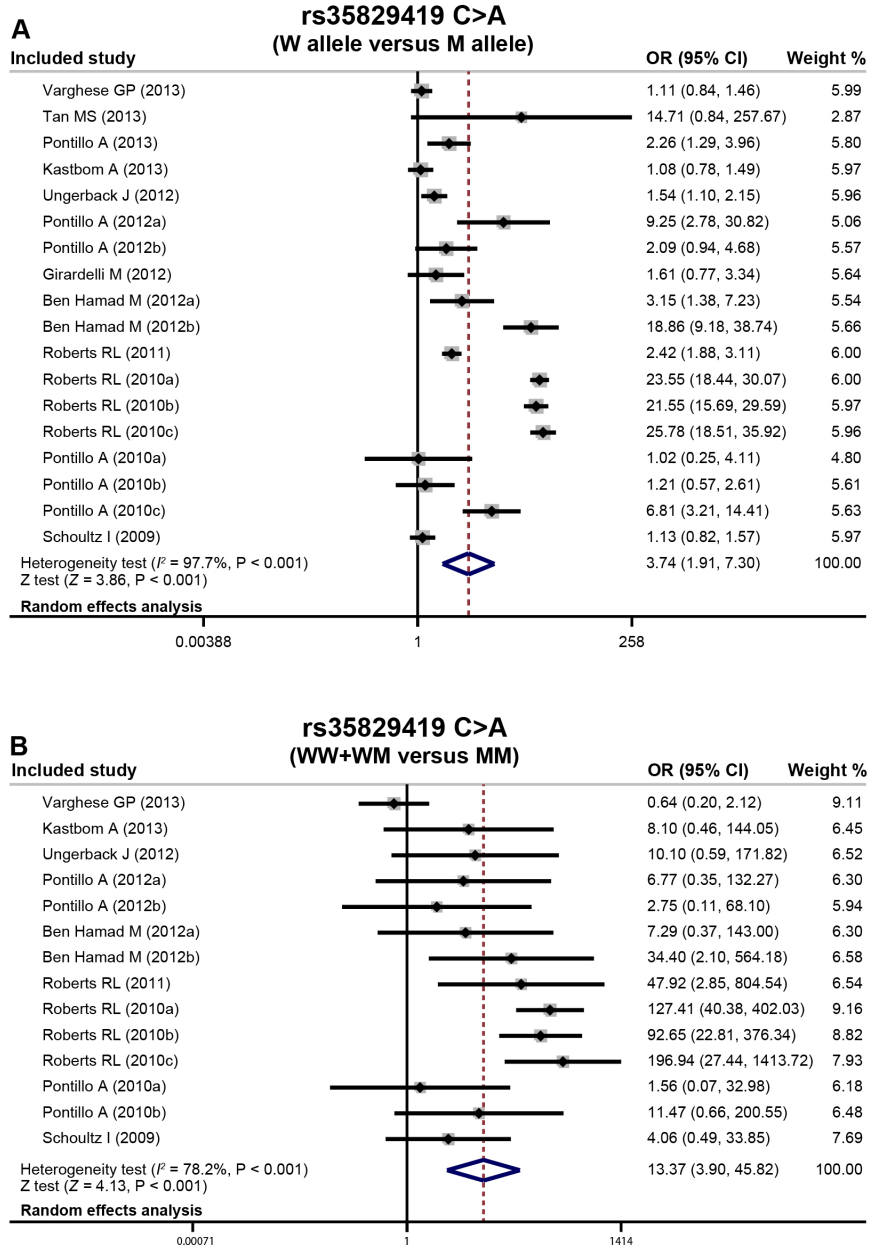 A
rs35829419 C>A
(W allele versus M allele)
Included study OR (95% CI) Weight %
Varghese GP (2013) 1.11 (0.84, 1.46) 5.99
Tan MS (2013) 14.71 (0.84, 257.67) 2.87
Pontillo A (2013) 2.26 (1.29, 3.96) 5.80
Kastbom A (2013) 1.08 (0.78, 1.49) 5.97
Ungerback J (2012) 1.54 (1.10, 2.15) 5.96
Pontillo A (2012a) 9.25 (2.78, 30.82) 5.06
Pontillo A (2012b) 2.09 (0.94, 4.68) 5.57
Girardelli M (2012) 1.61 (0.77, 3.34) 5.64
Ben Hamad M (2012a) 3.15 (1.38, 7.23) 5.54
Ben Hamad M (2012b) 18.86 (9.18, 38.74) 5.66
Roberts RL (2011) 2.42 (1.88, 3.11) 6.00
Roberts RL (2010a) 23.55 (18.44, 30.07) 6.00
Roberts RL (2010b) 21.55 (15.69, 29.59) 5.97
Roberts RL (2010c) 25.78 (18.51, 35.92) 5.96
Pontillo A (2010a) 1.02 (0.25, 4.11) 4.80
Pontillo A (2010b) 1.21 (0.57, 2.61) 5.61
Pontillo A (2010c) 6.81 (3.21, 14.41) 5.63
Schoultz I (2009) 1.13 (0.82, 1.57) 5.97
Heterogeneity test (I² = 97.7%, P < 0.001) 3.74 (1.91, 7.30) 100.00
Z test (Z = 3.86, P < 0.001)
Random effects analysis
0.00388 1 258
B
rs35829419 C>A
(WW+WM versus MM)
Included study OR (95% CI) Weight %
Varghese GP (2013) 0.64 (0.20, 2.12) 9.11
Kastbom A (2013) 8.10 (0.46, 144.05) 6.45
Ungerback J (2012) 10.10 (0.59, 171.82) 6.52
Pontillo A (2012a) 6.77 (0.35, 132.27) 6.30
Pontillo A (2012b) 2.75 (0.11, 68.10) 5.94
Ben Hamad M (2012a) 7.29 (0.37, 143.00) 6.30
Ben Hamad M (2012b) 34.40 (2.10, 564.18) 6.58
Roberts RL (2011) 47.92 (2.85, 804.54) 6.54
Roberts RL (2010a) 127.41 (40.38, 402.03) 9.16
Roberts RL (2010b) 92.65 (22.81, 376.34) 8.82
Roberts RL (2010c) 196.94 (27.44, 1413.72) 7.93
Pontillo A (2010a) 1.56 (0.07, 32.98) 6.18
Pontillo A (2010b) 11.47 (0.66, 200.55) 6.48
Schoultz I (2009) 4.06 (0.49, 33.85) 7.69
Heterogeneity test (I² = 78.2%, P < 0.001) 13.37 (3.90, 45.82) 100.00
Z test (Z = 4.13, P < 0.001)
Random effects analysis
0.00071 1 1414